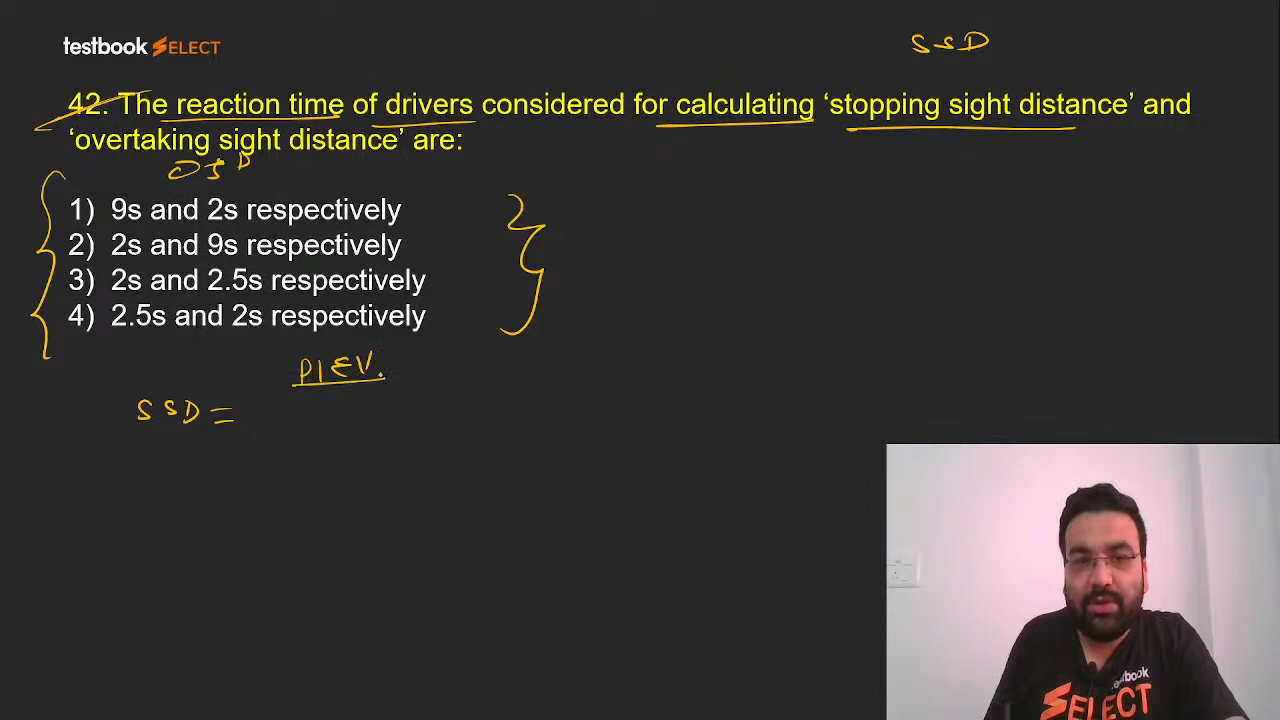 testbook SELECT
SSD
42. The reaction time of drivers considered for calculating ‘stopping sight distance’ and
‘overtaking sight distance’ are:
OSD
1) 9s and 2s respectively
2) 2s and 9s respectively
3) 2s and 2.5s respectively
4) 2.5s and 2s respectively
PIEV.
SSD =
testbook
SELECT